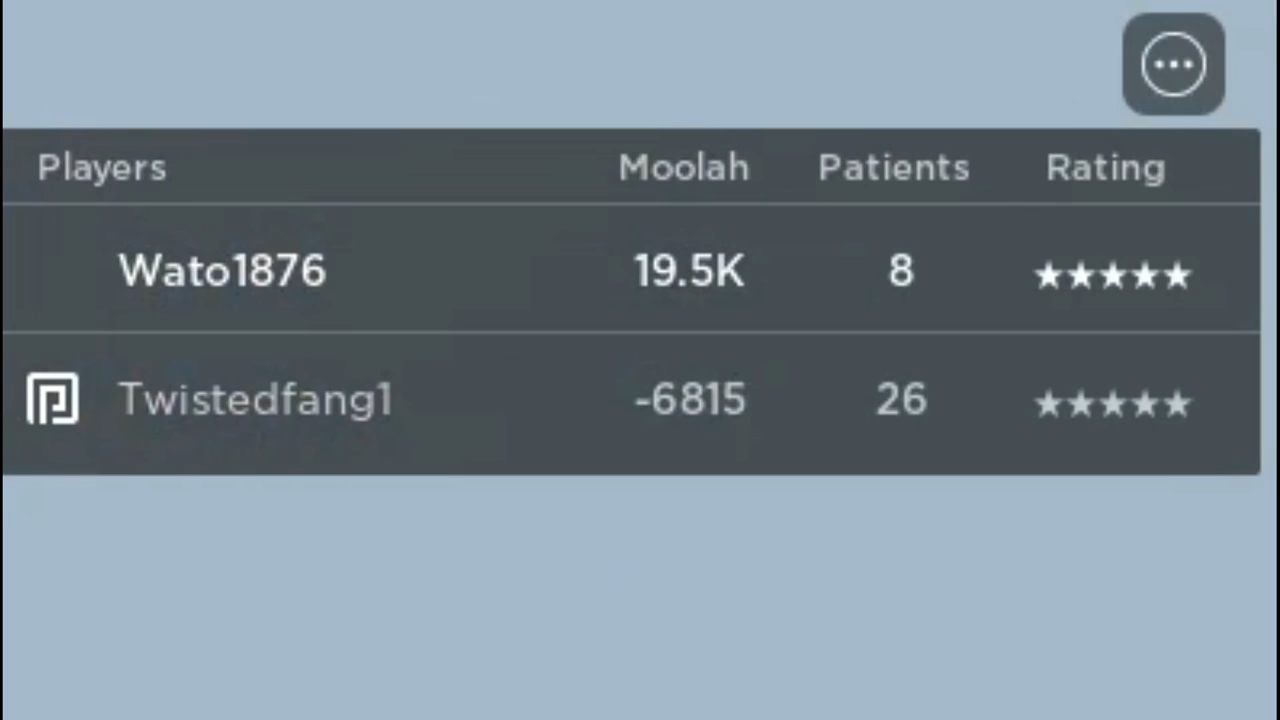 Players Moolah Patients Rating
Wato1876 19.5K 8 ★★★★★
Twistedfang1 -6815 26 ★★★★★